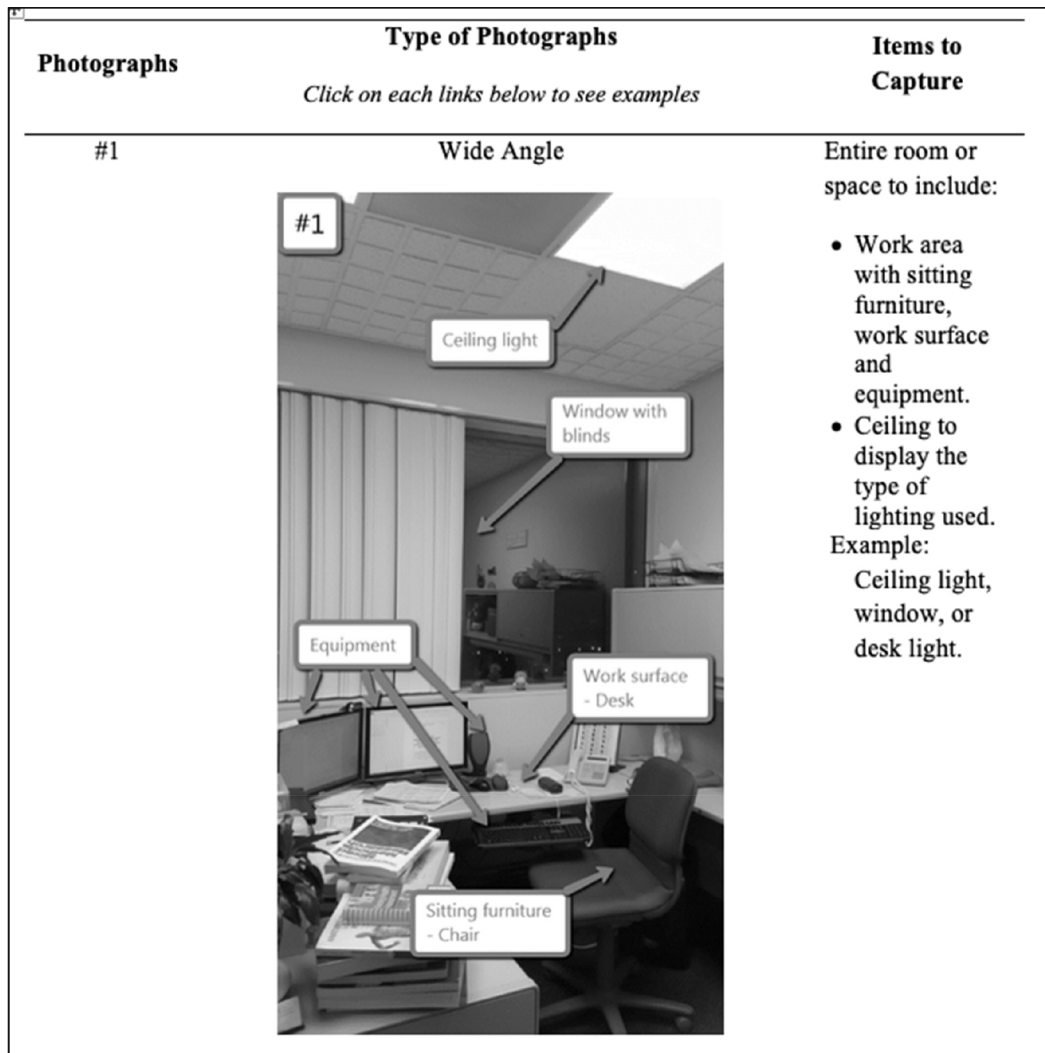 Photographs
Type of Photographs
Click on each links below to see examples
Items to
Capture
#1
Wide Angle
Entire room or
space to include:
• Work area
with sitting
furniture,
work surface
and
equipment.
• Ceiling to
display the
type of
lighting used.
Example:
Ceiling light,
window, or
desk light.
#1
Ceiling light
Window with
blinds
Equipment
Work surface
- Desk
Sitting furniture
- Chair